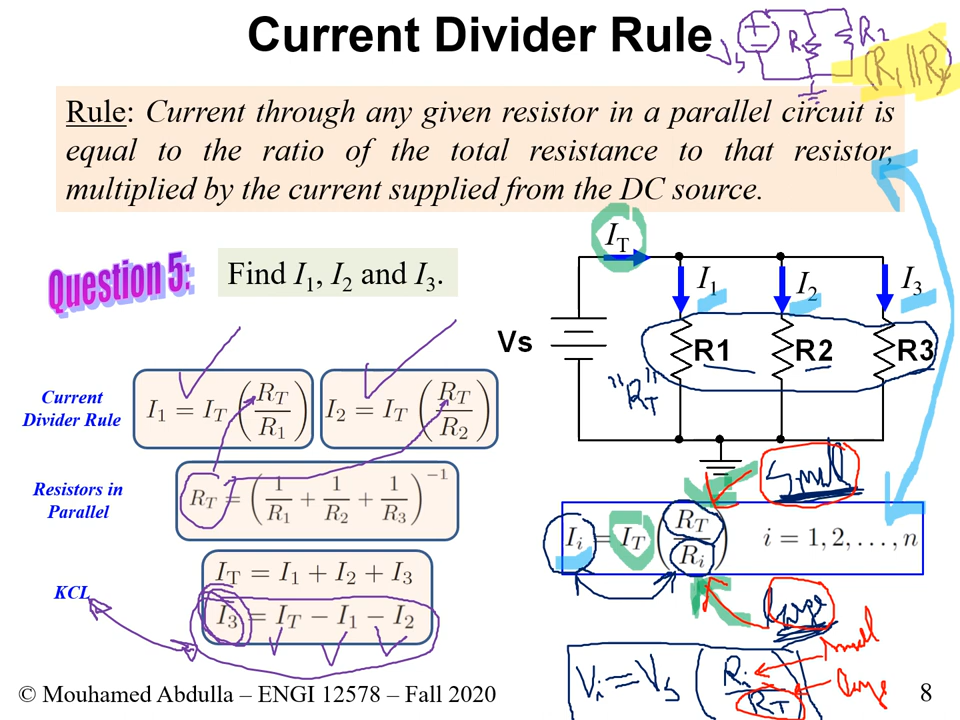 Current Divider Rule
Vs R1 R2
(R1 || R2)
Rule: Current through any given resistor in a parallel circuit is
equal to the ratio of the total resistance to that resistor,
multiplied by the current supplied from the DC source.
Question 5:
Find I1, I2 and I3.
IT
I1 I2 I3
Vs
R1 R2 R3
"RT"
Current
Divider Rule
I1 = IT (RT/R1)
I2 = IT (RT/R2)
Small
Resistors in
Parallel
RT = (1/R1 + 1/R2 + 1/R3)^-1
Ii = IT (RT/Ri) i = 1, 2, . . . , n
KCL
IT = I1 + I2 + I3
I3 = IT − I1 − I2
Large
Vi = Vs (Ri/RT)
small
large
© Mouhamed Abdulla – ENGI 12578 – Fall 2020
8